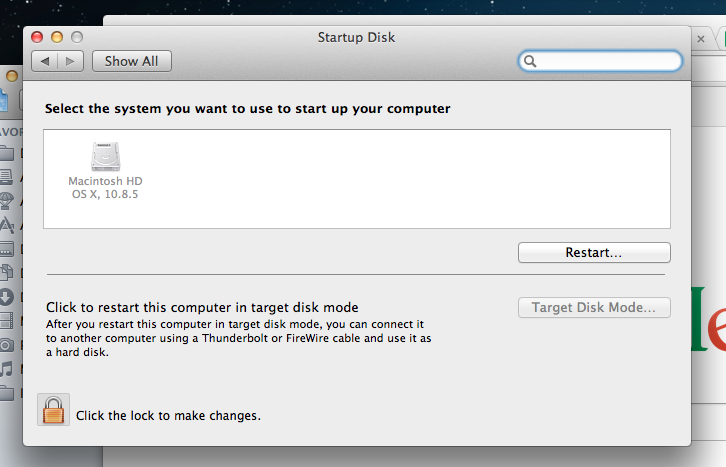 Startup Disk
Show All
Select the system you want to use to start up your computer
Macintosh HD
OS X, 10.8.5
Restart...
Click to restart this computer in target disk mode
Target Disk Mode...
After you restart this computer in target disk mode, you can connect it
to another computer using a Thunderbolt or FireWire cable and use it as
a hard disk.
Click the lock to make changes.